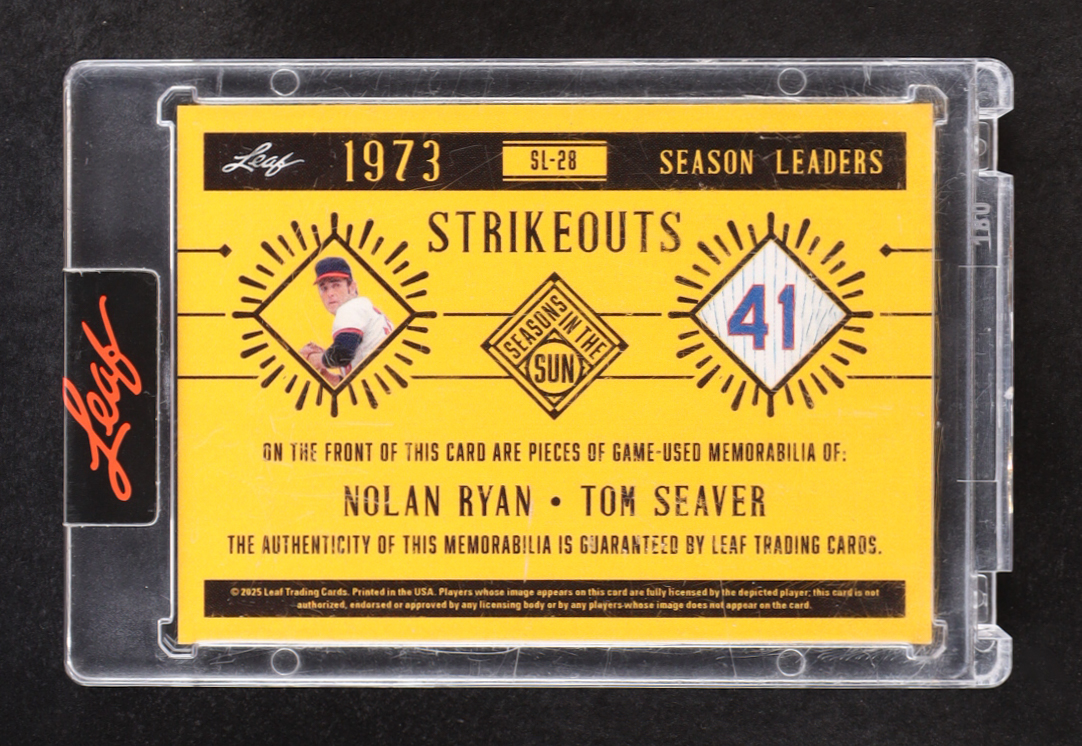 Leaf
1973
SL-28
SEASON LEADERS
STRIKEOUTS
SEASONS IN THE
SUN
41
Leaf
ON THE FRONT OF THIS CARD ARE PIECES OF GAME-USED MEMORABILIA OF:
NOLAN RYAN • TOM SEAVER
THE AUTHENTICITY OF THIS MEMORABILIA IS GUARANTEED BY LEAF TRADING CARDS.
© 2025 Leaf Trading Cards. Printed in the USA. Players whose image appears on this card are fully licensed by the depicted player; this card is not
authorized, endorsed or approved by any licensing body or by any players whose image does not appear on the card.